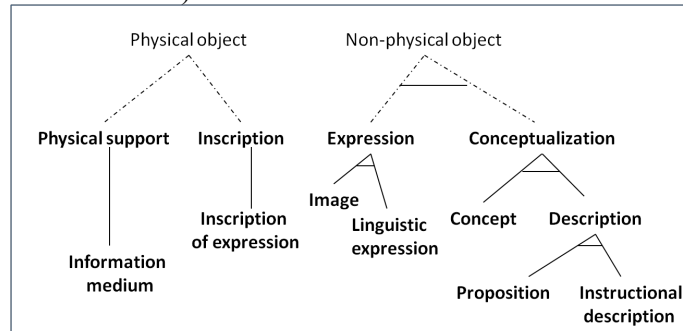 Physical object
Non-physical object
Physical support
Inscription
Expression
Conceptualization
Image
Linguistic
expression
Inscription
of expression
Concept
Description
Information
medium
Proposition
Instructional
description